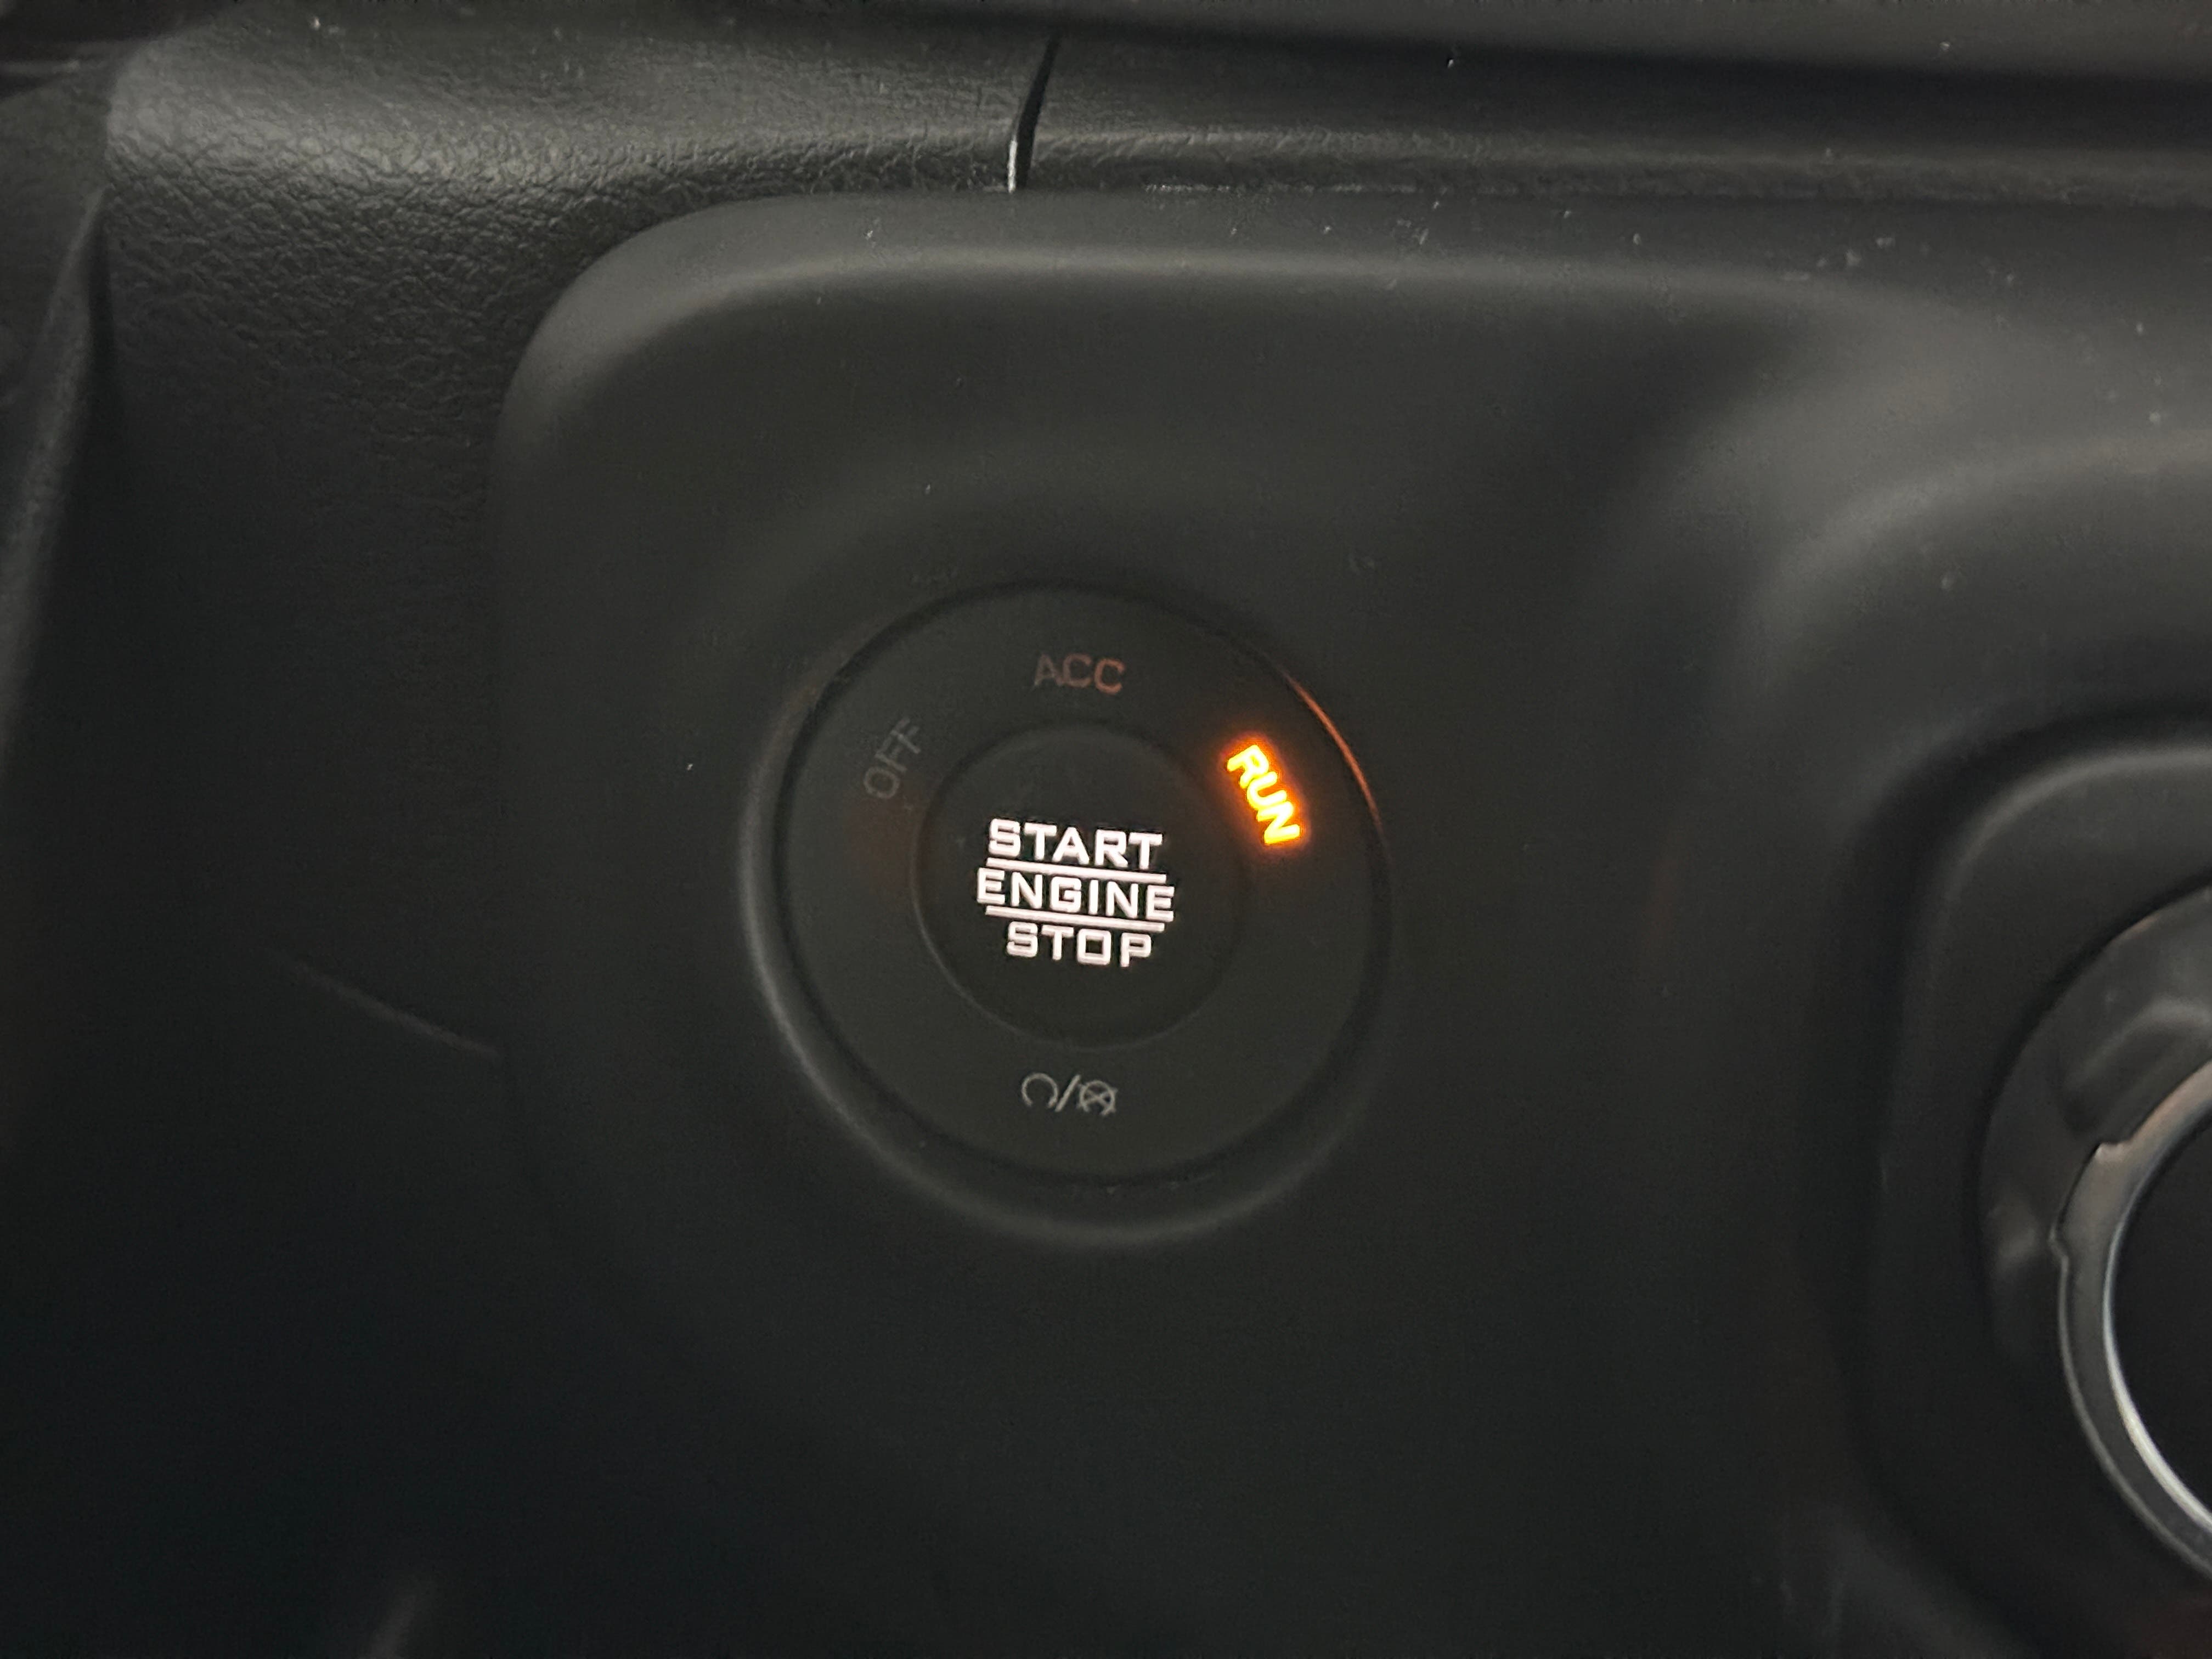 ACC
OFF
RUN
START
ENGINE
STOP